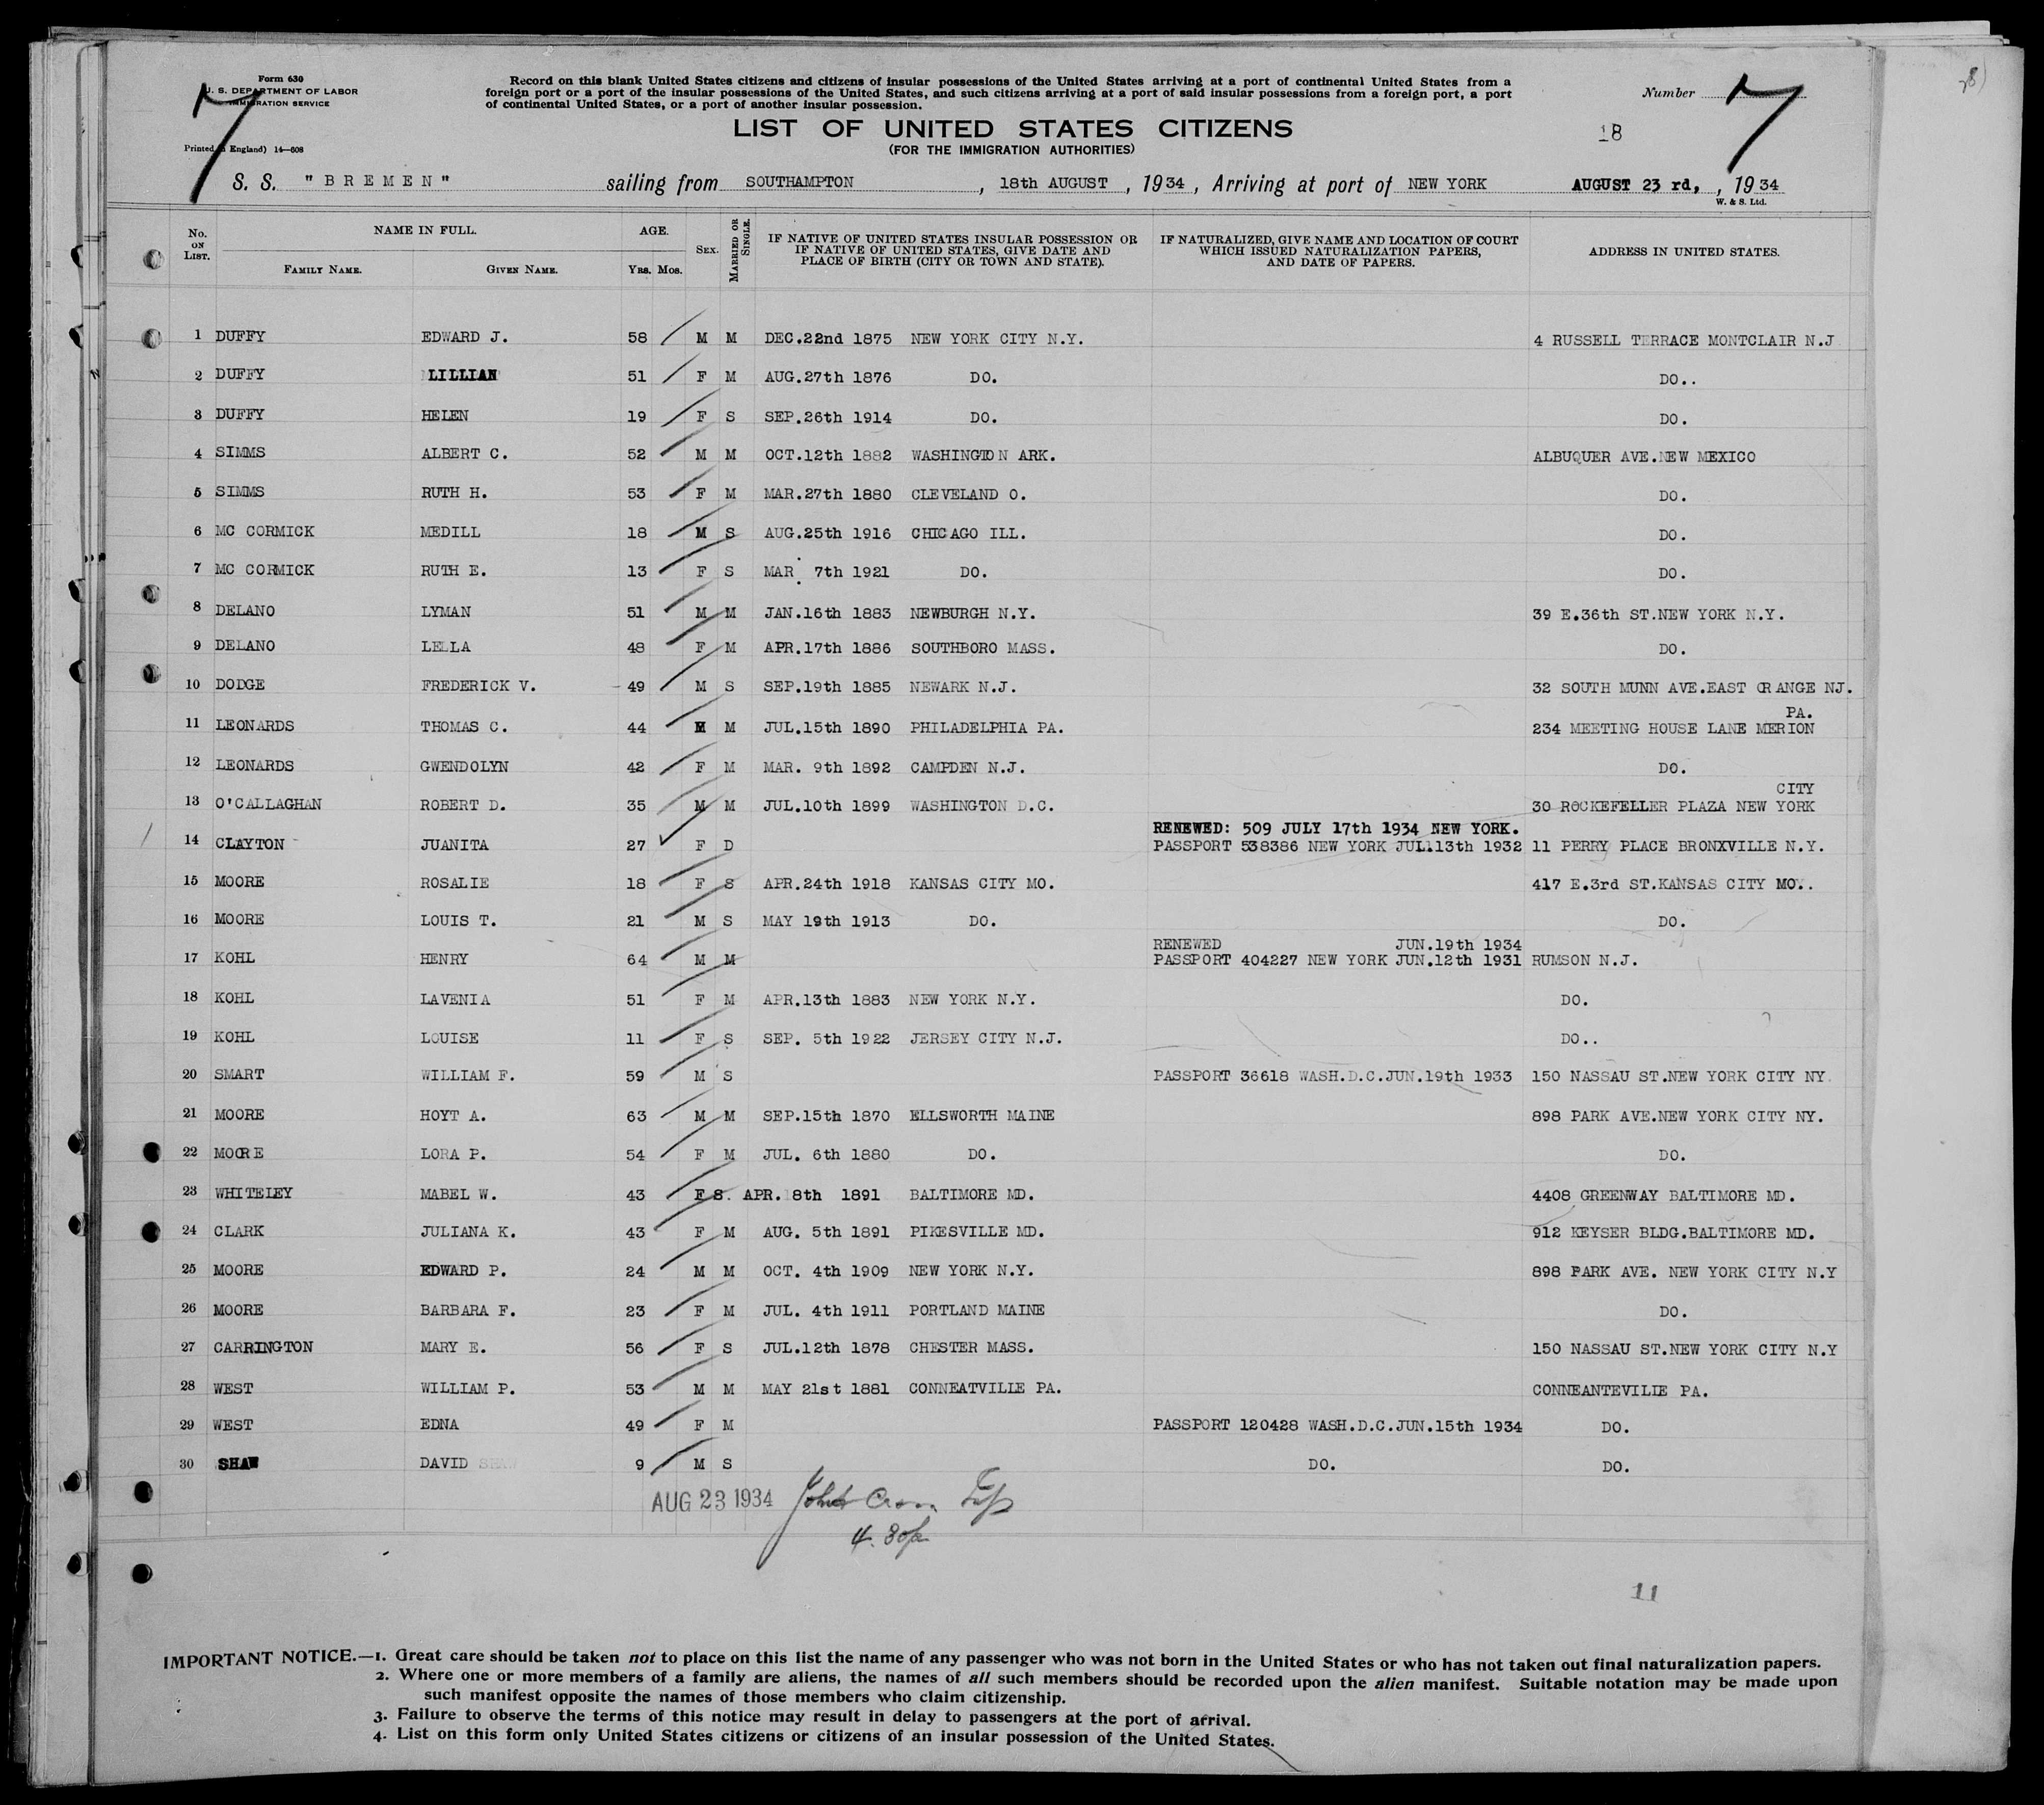 Form 630
U. S. DEPARTMENT OF LABOR
IMMIGRATION SERVICE
Printed in England) 14—608
7
Record on this blank United States citizens and citizens of insular possessions of the United States arriving at a port of continental United States from a
foreign port or a port of the insular possessions of the United States, and such citizens arriving at a port of said insular possessions from a foreign port, a port
of continental United States, or a port of another insular possession.
Number 7
LIST OF UNITED STATES CITIZENS
(FOR THE IMMIGRATION AUTHORITIES)
18
S. S. "BREMEN" sailing from SOUTHAMPTON, 18th AUGUST, 1934, Arriving at port of NEW YORK AUGUST 23 rd,, 1934
W. & S. Ltd.
No. ON LIST. NAME IN FULL. FAMILY NAME. GIVEN NAME. AGE. YRS. MOS. SEX. MARRIED OR SINGLE. IF NATIVE OF UNITED STATES INSULAR POSSESSION OR IF NATIVE OF UNITED STATES, GIVE DATE AND PLACE OF BIRTH (CITY OR TOWN AND STATE). IF NATURALIZED, GIVE NAME AND LOCATION OF COURT WHICH ISSUED NATURALIZATION PAPERS, AND DATE OF PAPERS. ADDRESS IN UNITED STATES.
1 DUFFY EDWARD J. 58 M M DEC.22nd 1875 NEW YORK CITY N.Y. 4 RUSSELL TERRACE MONTCLAIR N.J
2 DUFFY LILLIAN 51 F M AUG.27th 1876 DO. DO..
3 DUFFY HELEN 19 F S SEP.26th 1914 DO. DO.
4 SIMMS ALBERT C. 52 M M OCT.12th 1882 WASHINGTON ARK. ALBUQUER AVE.NEW MEXICO
5 SIMMS RUTH H. 53 F M MAR.27th 1880 CLEVELAND O. DO.
6 MC CORMICK MEDILL 18 M S AUG.25th 1916 CHICAGO ILL. DO.
7 MC CORMICK RUTH E. 13 F S MAR. 7th 1921 DO. DO.
8 DELANO LYMAN 51 M M JAN.16th 1883 NEWBURGH N.Y. 39 E.36th ST.NEW YORK N.Y.
9 DELANO LELLA 48 F M APR.17th 1886 SOUTHBORO MASS. DO.
10 DODGE FREDERICK V. 49 M S SEP.19th 1885 NEWARK N.J. 32 SOUTH MUNN AVE.EAST ORANGE NJ.
PA.
11 LEONARDS THOMAS C. 44 M M JUL.15th 1890 PHILADELPHIA PA. 234 MEETING HOUSE LANE MERION
12 LEONARDS GWENDOLYN 42 F M MAR. 9th 1892 CAMPDEN N.J. DO.
CITY
13 O'CALLAGHAN ROBERT D. 35 M M JUL.10th 1899 WASHINGTON D.C. 30 ROCKEFELLER PLAZA NEW YORK
RENEWED: 509 JULY 17th 1934 NEW YORK.
14 CLAYTON JUANITA 27 F D PASSPORT 538386 NEW YORK JUL.13th 1932 11 PERRY PLACE BRONXVILLE N.Y.
15 MOORE ROSALIE 18 F S APR.24th 1918 KANSAS CITY MO. 417 E.3rd ST.KANSAS CITY MO..
16 MOORE LOUIS T. 21 M S MAY 19th 1913 DO. DO.
RENEWED JUN.19th 1934
17 KOHL HENRY 64 M M PASSPORT 404227 NEW YORK JUN.12th 1931 RUMSON N.J.
18 KOHL LAVENIA 51 F M APR.13th 1883 NEW YORK N.Y. DO.
19 KOHL LOUISE 11 F S SEP. 5th 1922 JERSEY CITY N.J. DO..
20 SMART WILLIAM F. 59 M S PASSPORT 36618 WASH.D.C.JUN.19th 1933 150 NASSAU ST.NEW YORK CITY NY.
21 MOORE HOYT A. 63 M M SEP.15th 1870 ELLSWORTH MAINE 898 PARK AVE.NEW YORK CITY NY.
22 MOORE LORA P. 54 F M JUL. 6th 1880 DO. DO.
23 WHITELEY MABEL W. 43 F S. APR. 8th 1891 BALTIMORE MD. 4408 GREENWAY BALTIMORE MD.
24 CLARK JULIANA K. 43 F M AUG. 5th 1891 PIKESVILLE MD. 912 KEYSER BLDG.BALTIMORE MD.
25 MOORE EDWARD P. 24 M M OCT. 4th 1909 NEW YORK N.Y. 898 PARK AVE. NEW YORK CITY N.Y
26 MOORE BARBARA F. 23 F M JUL. 4th 1911 PORTLAND MAINE DO.
27 CARRINGTON MARY E. 56 F S JUL.12th 1878 CHESTER MASS. 150 NASSAU ST.NEW YORK CITY N.Y
28 WEST WILLIAM P. 53 M M MAY 21st 1881 CONNEATVILLE PA. CONNEANTEVILLE PA.
29 WEST EDNA 49 F M PASSPORT 120428 WASH.D.C.JUN.15th 1934 DO.
30 SHAW DAVID 9 M S DO. DO.
AUG 23 1934
4.30p
11
IMPORTANT NOTICE.—1. Great care should be taken not to place on this list the name of any passenger who was not born in the United States or who has not taken out final naturalization papers.
2. Where one or more members of a family are aliens, the names of all such members should be recorded upon the alien manifest. Suitable notation may be made upon
such manifest opposite the names of those members who claim citizenship.
3. Failure to observe the terms of this notice may result in delay to passengers at the port of arrival.
4. List on this form only United States citizens or citizens of an insular possession of the United States.